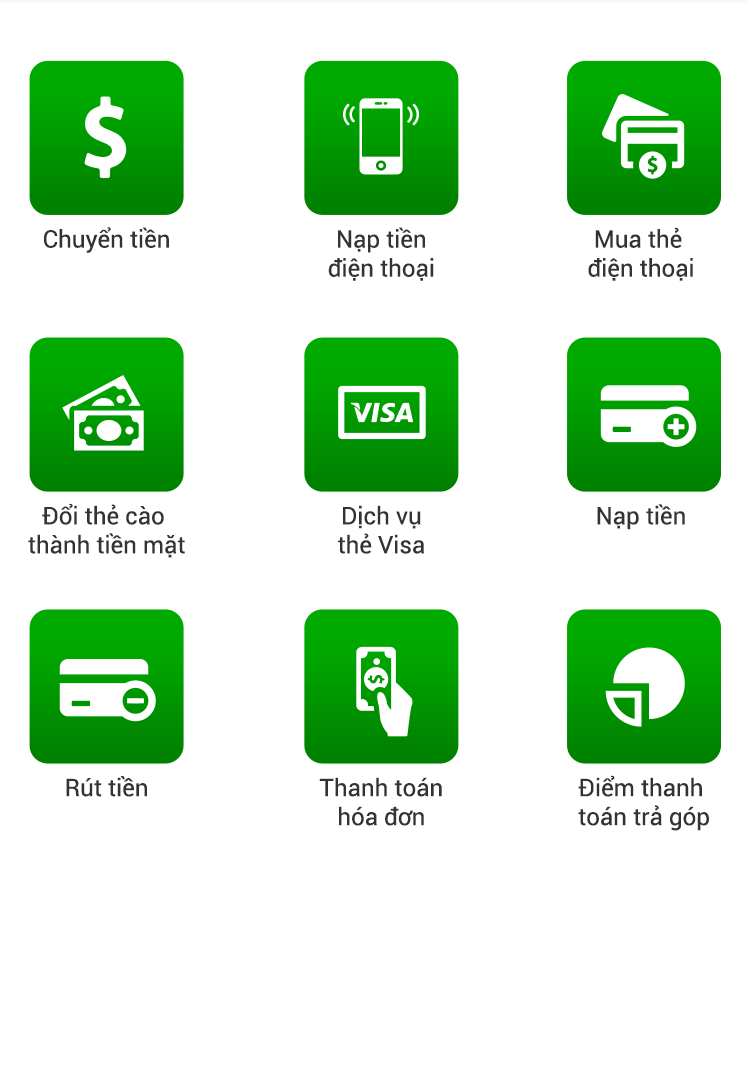 Chuyển tiền
Nạp tiền
điện thoại
Mua thẻ
điện thoại
Đổi thẻ cào
thành tiền mặt
VISA
Dịch vụ
thẻ Visa
Nạp tiền
Rút tiền
$
Thanh toán
hóa đơn
Điểm thanh
toán trả góp